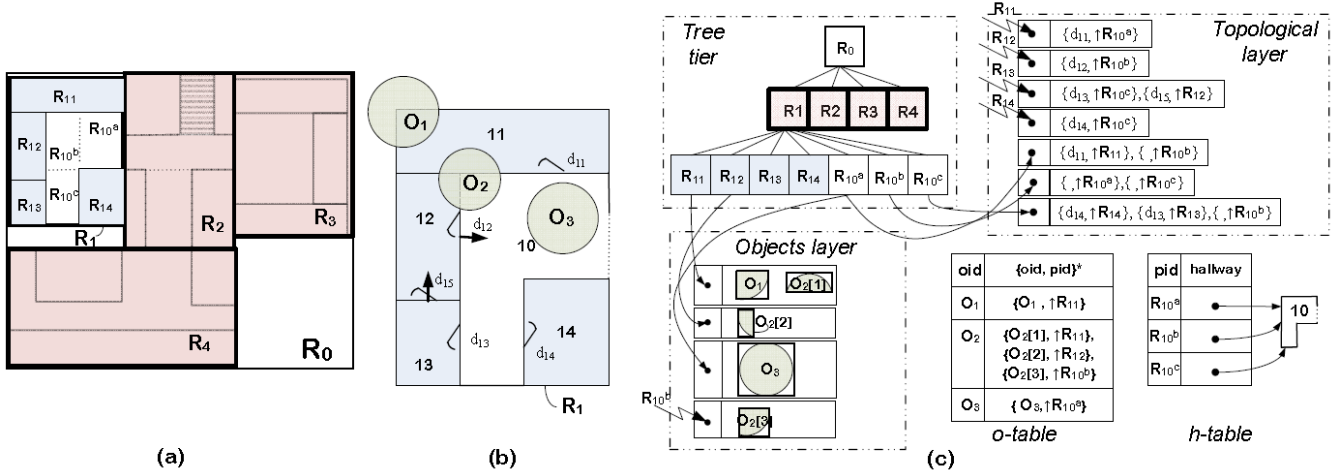 R11
R12
R10a
R10b
R13
R10c
R14
R1
R2
R3
R4
R0
(a)
O1
11
d11
O2
O3
12
d12
10
d15
d13
d14
14
13
R1
(b)
Tree
tier
R0
R1 R2 R3 R4
R11 R12 R13 R14 R10a R10b R10c
Topological
layer
R11
{d11,↑R10a}
R12
{d12,↑R10b}
R13
{d13,↑R10c},{d15,↑R12}
R14
{d14,↑R10c}
{d11,↑R11}, { ,↑R10b}
{ ,↑R10a},{ ,↑R10c}
{d14,↑R14}, {d13,↑R13},{ ,↑R10b}
Objects layer
O1 O2[1]
O2[2]
O3
R10b
O2[3]
oid {oid, pid}*
O1 {O1 , ↑R11}
O2 {O2[1], ↑R11},
{O2[2], ↑R12},
{O2[3], ↑R10b}
O3 { O3,↑R10a}
o-table
pid hallway
R10a
R10b
R10c
10
h-table
(c)